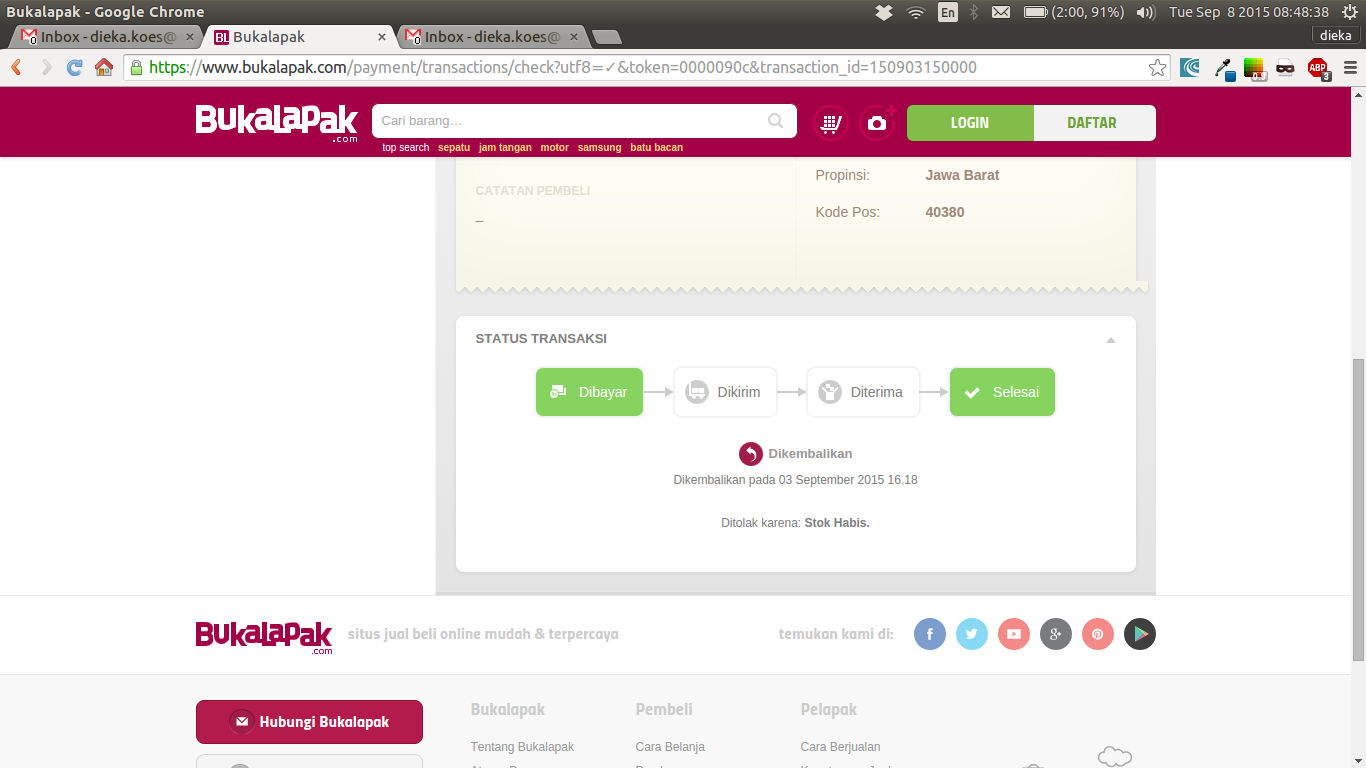 Bukalapak - Google Chrome
En
(2:00, 91%)
Tue Sep 8 2015 08:48:38
Inbox - dieka.koes@
Bukalapak
Inbox - dieka.koes@
dieka
https://www.bukalapak.com/payment/transactions/check?utf8=✓&token=0000090c&transaction_id=150903150000
BUKALAPAK
.com
Cari barang...
LOGIN
DAFTAR
top search sepatu jam tangan motor samsung batu bacan
CATATAN PEMBELI
–
Propinsi: Jawa Barat
Kode Pos: 40380
STATUS TRANSAKSI
Dibayar
Dikirim
Diterima
Selesai
Dikembalikan
Dikembalikan pada 03 September 2015 16.18
Ditolak karena: Stok Habis.
BUKALAPAK
.com
situs jual beli online mudah & terpercaya
temukan kami di:
Hubungi Bukalapak
Bukalapak
Pembeli
Pelapak
Tentang Bukalapak
Cara Belanja
Cara Berjualan